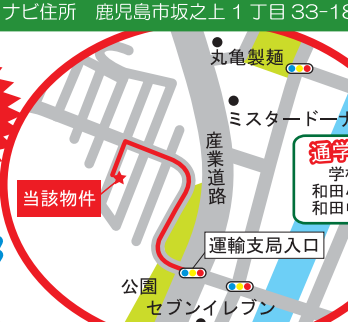 ナビ住所　鹿児島市坂之上１丁目33-18
丸亀製麺
ミスタードーナ
産業道路
通学
学校
和田
和田
当該物件
運輸支局入口
公園
セブンイレブン